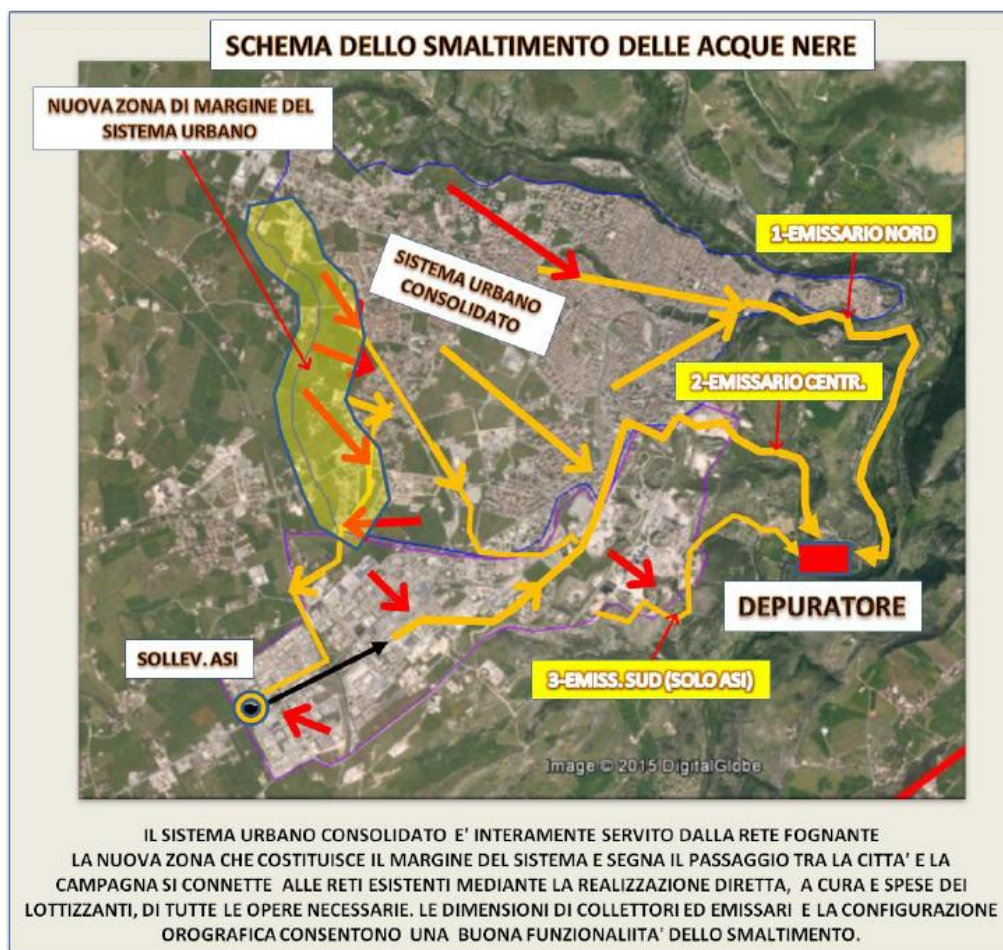 SCHEMA DELLO SMALTIMENTO DELLE ACQUE NERE
NUOVA ZONA DI MARGINE DEL
SISTEMA URBANO
1-EMISSARIO NORD
SISTEMA URBANO
CONSOLIDATO
2-EMISSARIO CENTR.
DEPURATORE
SOLLEV. ASI
3-EMISS. SUD (SOLO ASI)
Image © 2015 DigitalGlobe
IL SISTEMA URBANO CONSOLIDATO E' INTERAMENTE SERVITO DALLA RETE FOGNANTE
LA NUOVA ZONA CHE COSTITUISCE IL MARGINE DEL SISTEMA E SEGNA IL PASSAGGIO TRA LA CITTA' E LA
CAMPAGNA SI CONNETTE ALLE RETI ESISTENTI MEDIANTE LA REALIZZAZIONE DIRETTA, A CURA E SPESE DEI
LOTTIZZANTI, DI TUTTE LE OPERE NECESSARIE. LE DIMENSIONI DI COLLETTORI ED EMISSARI E LA CONFIGURAZIONE
OROGRAFICA CONSENTONO UNA BUONA FUNZIONALIITA' DELLO SMALTIMENTO.